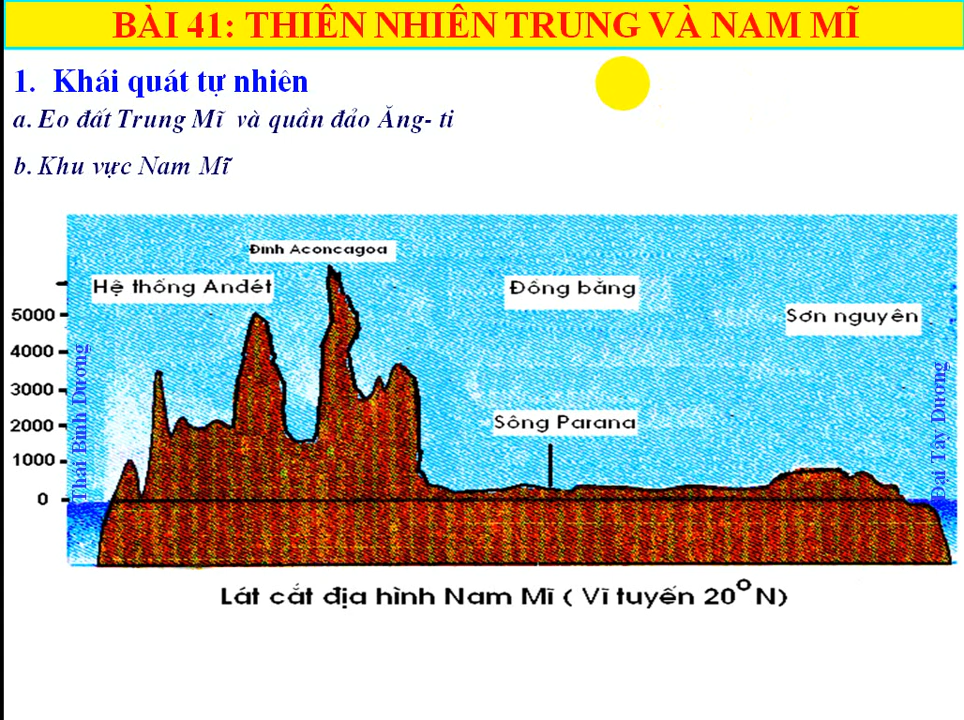 BÀI 41: THIÊN NHIÊN TRUNG VÀ NAM MĨ
1. Khái quát tự nhiên
a. Eo đất Trung Mĩ và quần đảo Ăng- ti
b. Khu vực Nam Mĩ
Đỉnh Aconcagoa
Hệ thống Andét
Đồng bằng
Sơn nguyên
5000
4000
3000
2000
1000
0
Thái Bình Dương
Sông Parana
Đại Tây Dương
Lát cắt địa hình Nam Mĩ ( Vĩ tuyến 20° N)